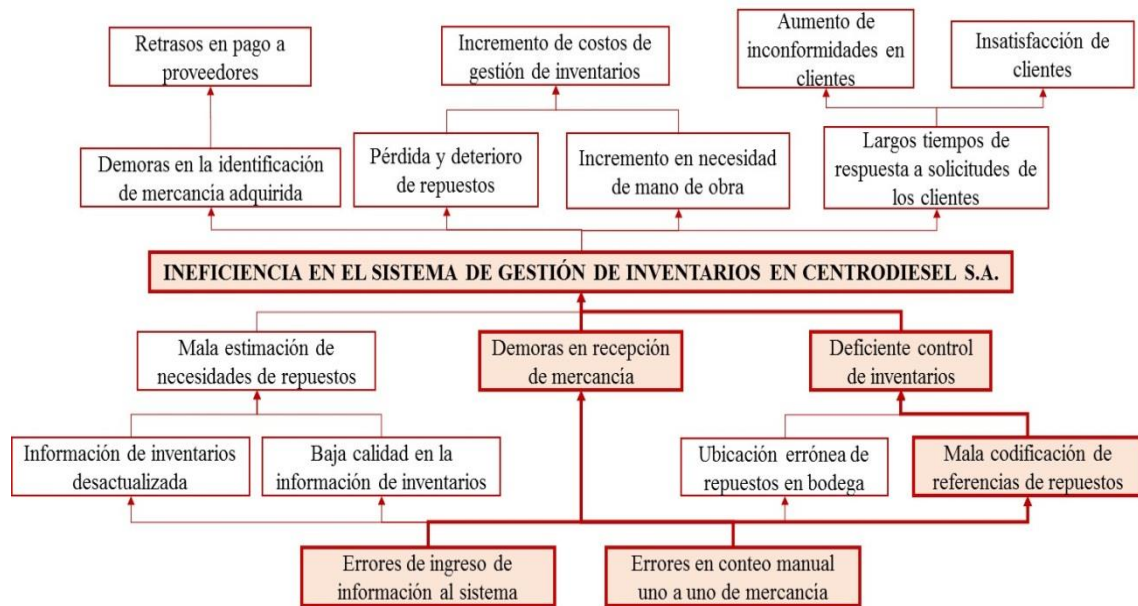 Retrasos en pago a
proveedores
Incremento de costos de
gestión de inventarios
Aumento de
inconformidades en
clientes
Insatisfacción de
clientes
Demoras en la identificación
de mercancía adquirida
Pérdida y deterioro
de repuestos
Incremento en necesidad
de mano de obra
Largos tiempos de
respuesta a solicitudes de
los clientes
INEFICIENCIA EN EL SISTEMA DE GESTIÓN DE INVENTARIOS EN CENTRODIESEL S.A.
Mala estimación de
necesidades de repuestos
Demoras en recepción
de mercancía
Deficiente control
de inventarios
Información de inventarios
desactualizada
Baja calidad en la
información de inventarios
Ubicación errónea de
repuestos en bodega
Mala codificación de
referencias de repuestos
Errores de ingreso de
información al sistema
Errores en conteo manual
uno a uno de mercancía